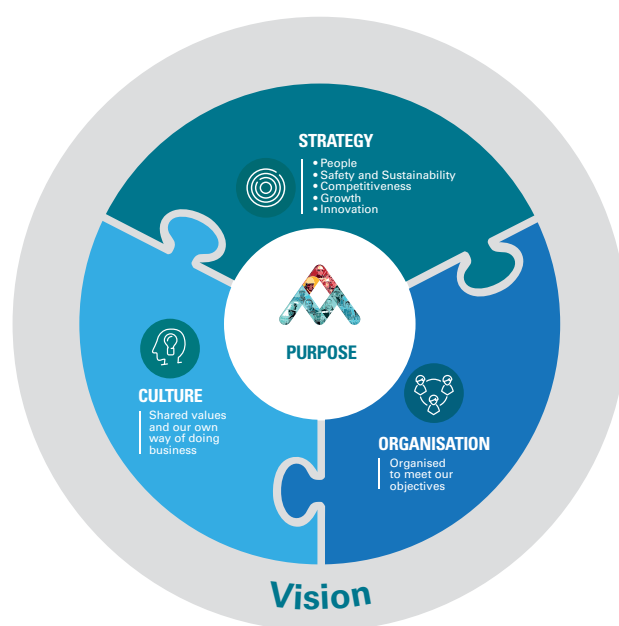 STRATEGY
• People
• Safety and Sustainability
• Competitiveness
• Growth
• Innovation
PURPOSE
CULTURE
Shared values
and our own
way of doing
business
ORGANISATION
Organised
to meet our
objectives
Vision